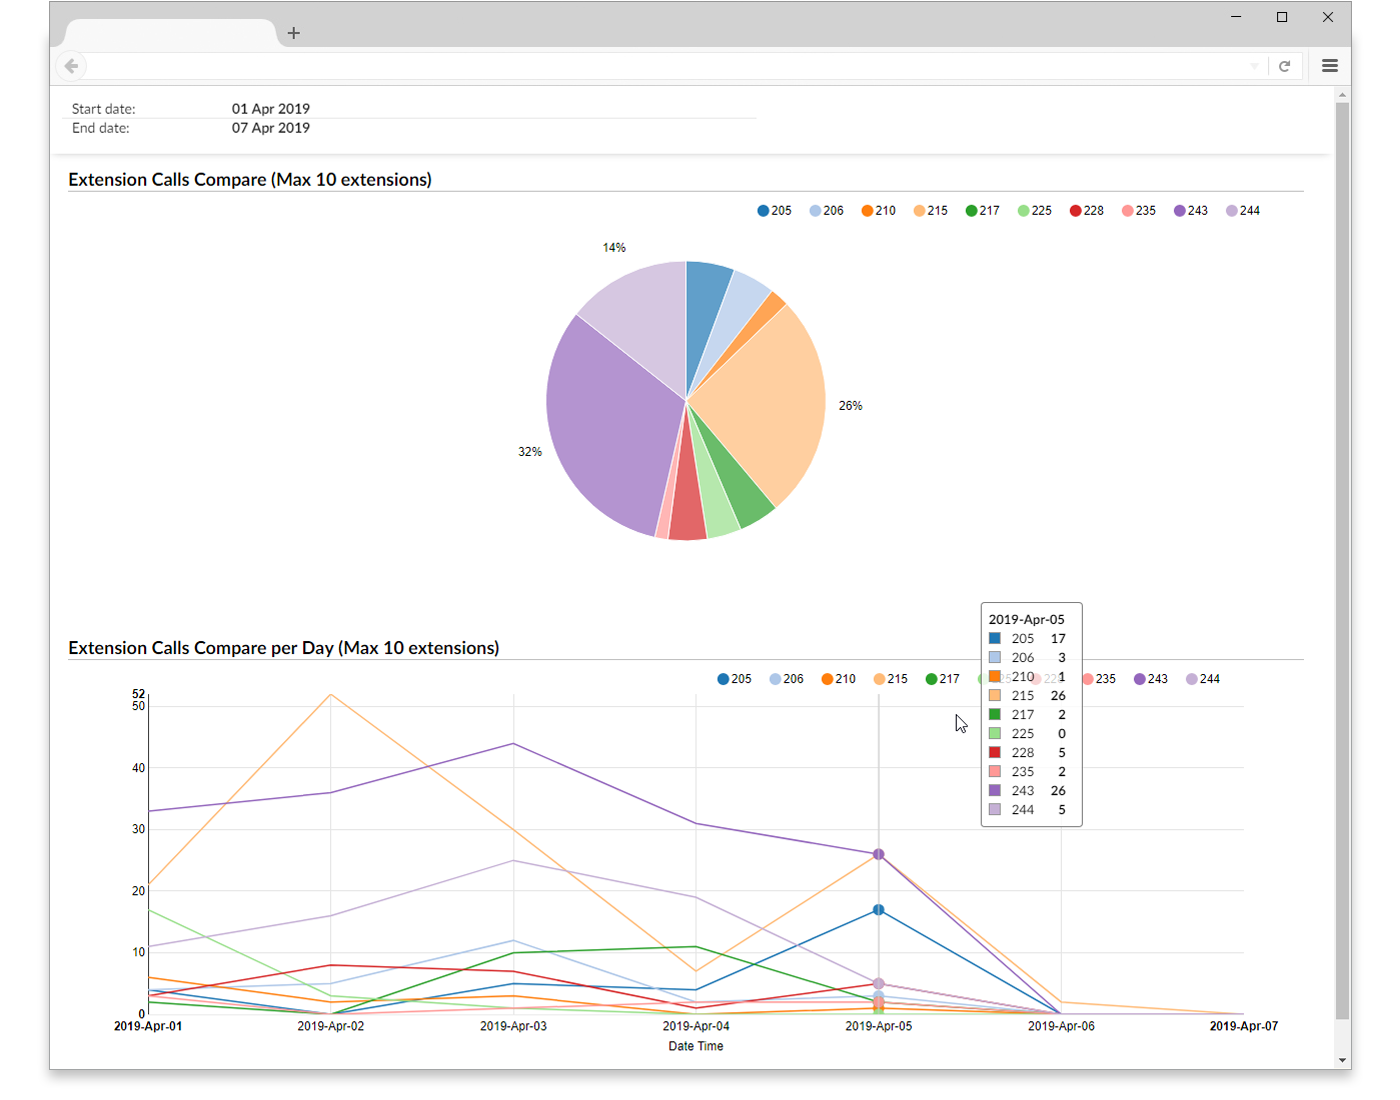 Start date: 01 Apr 2019
End date: 07 Apr 2019
Extension Calls Compare (Max 10 extensions)
205 206 210 215 217 225 228 235 243 244
14%
26%
32%
Extension Calls Compare per Day (Max 10 extensions)
205 206 210 215 217 235 243 244
2019-Apr-05
205 17
206 3
210 1
215 26
217 2
225 0
228 5
235 2
243 26
244 5
52
50
40
30
20
10
0
2019-Apr-01 2019-Apr-02 2019-Apr-03 2019-Apr-04 2019-Apr-05 2019-Apr-06 2019-Apr-07
Date Time